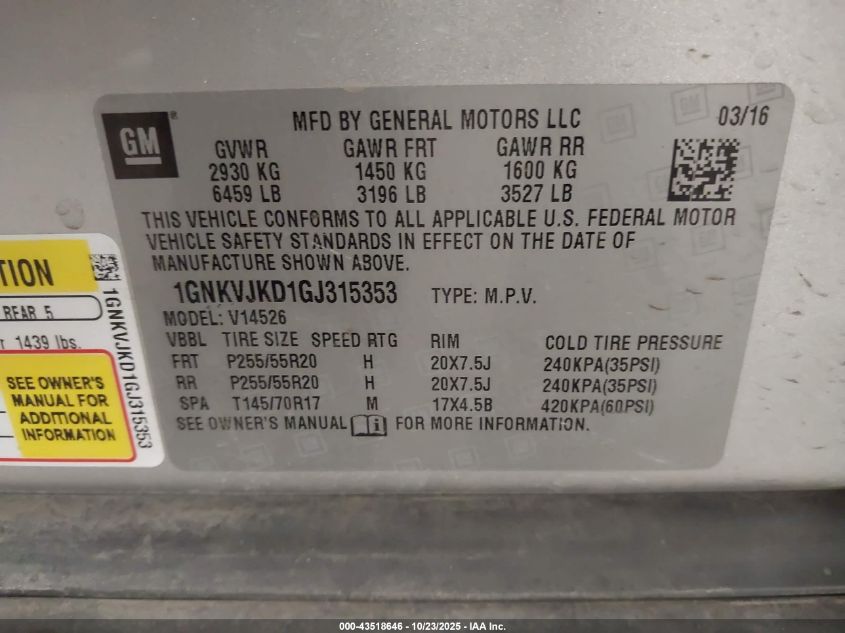 GM
MFD BY GENERAL MOTORS LLC 03/16
GVWR GAWR FRT GAWR RR
2930 KG 1450 KG 1600 KG
6459 LB 3196 LB 3527 LB
THIS VEHICLE CONFORMS TO ALL APPLICABLE U.S. FEDERAL MOTOR
VEHICLE SAFETY STANDARDS IN EFFECT ON THE DATE OF
MANUFACTURE SHOWN ABOVE.
1GNKVJKD1GJ315353 TYPE: M.P.V.
MODEL: V14526
VBBL TIRE SIZE SPEED RTG RIM COLD TIRE PRESSURE
FRT P255/55R20 H 20X7.5J 240KPA(35PSI)
RR P255/55R20 H 20X7.5J 240KPA(35PSI)
SPA T145/70R17 M 17X4.5B 420KPA(60PSI)
SEE OWNER'S MANUAL FOR MORE INFORMATION.
TION
REAR 5
r 1439 lbs.
SEE OWNER'S
MANUAL FOR
ADDITIONAL
INFORMATION
1GNKVJKD1GJ315353
000-43518646 - 10/23/2025 - IAA Inc.